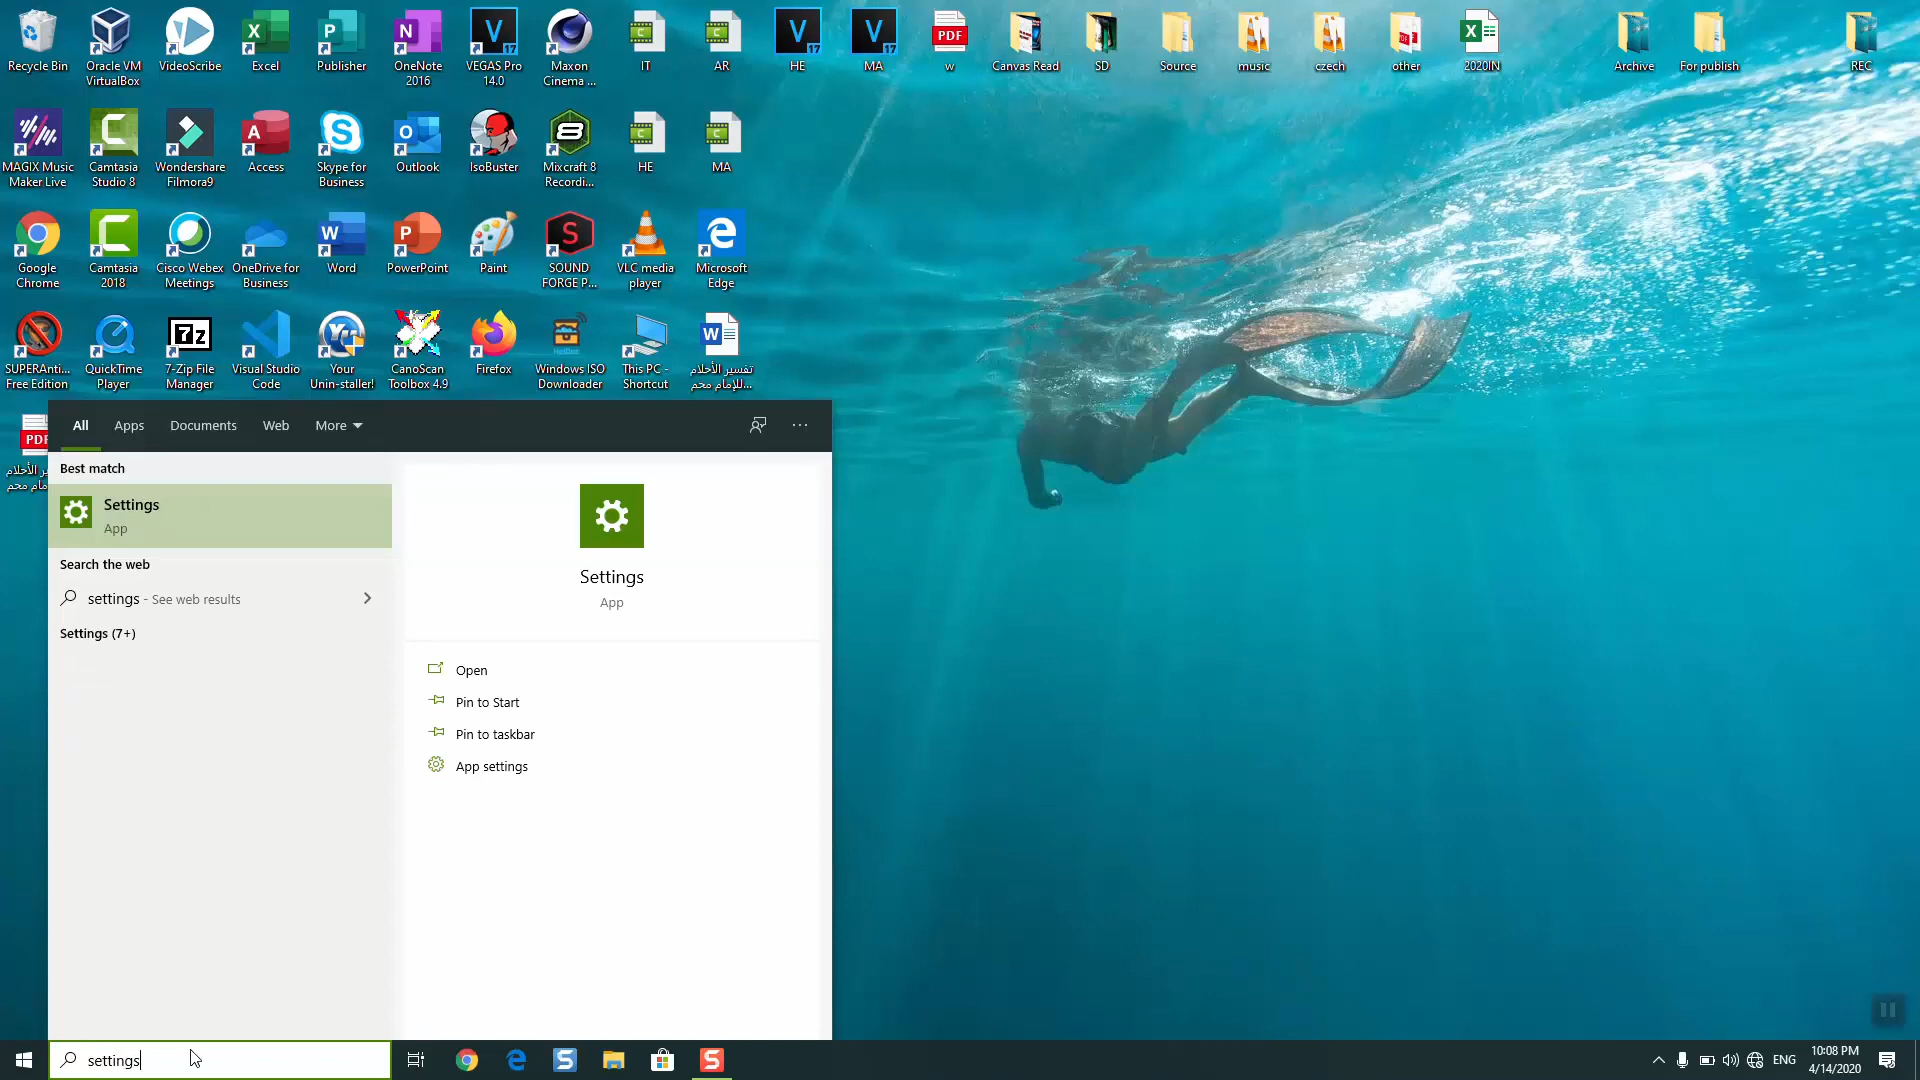 Recycle Bin
Oracle VM
VirtualBox
VideoScribe
Excel
Publisher
OneNote
2016
VEGAS Pro
14.0
Maxon
Cinema ...
IT
AR
HE
MA
w
Canvas Read
SD
Source
music
czech
other
2020IN
Archive
For publish
REC
MAGIX Music
Maker Live
Camtasia
Studio 8
Wondershare
Filmora9
Access
Skype for
Business
Outlook
IsoBuster
Mixcraft 8
Recordi...
HE
MA
Google
Chrome
Camtasia
2018
Cisco Webex
Meetings
OneDrive for
Business
Word
PowerPoint
Paint
SOUND
FORGE P...
VLC media
player
Microsoft
Edge
SUPERAnti...
Free Edition
QuickTime
Player
7-Zip File
Manager
Visual Studio
Code
Your
Unin-staller!
CanoScan
Toolbox 4.9
Firefox
Windows ISO
Downloader
This PC -
Shortcut
تفسير الأحلام
للإمام محم...
All
Apps
Documents
Web
More
Best match
Settings
App
Search the web
settings - See web results
Settings (7+)
Settings
App
Open
Pin to Start
Pin to taskbar
App settings
settings
ENG
10:08 PM
4/14/2020